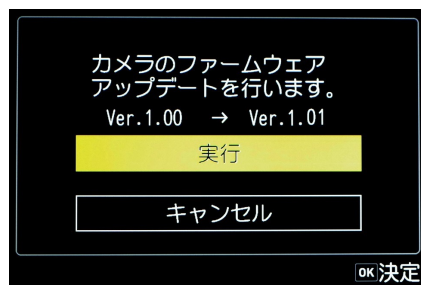 カメラのファームウェア
アップデートを行います。
Ver.1.00 → Ver.1.01
実行
キャンセル
OK決定